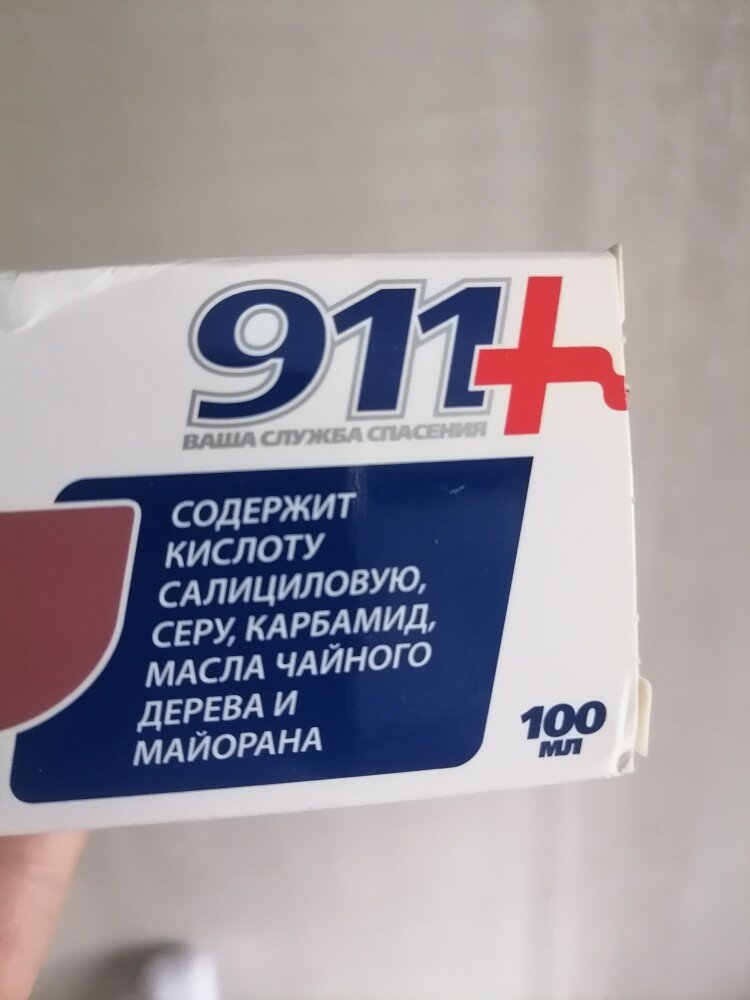 911+
ВАША СЛУЖБА СПАСЕНИЯ
СОДЕРЖИТ
КИСЛОТУ
САЛИЦИЛОВУЮ,
СЕРУ, КАРБАМИД,
МАСЛА ЧАЙНОГО
ДЕРЕВА И
МАЙОРАНА
100
МЛ